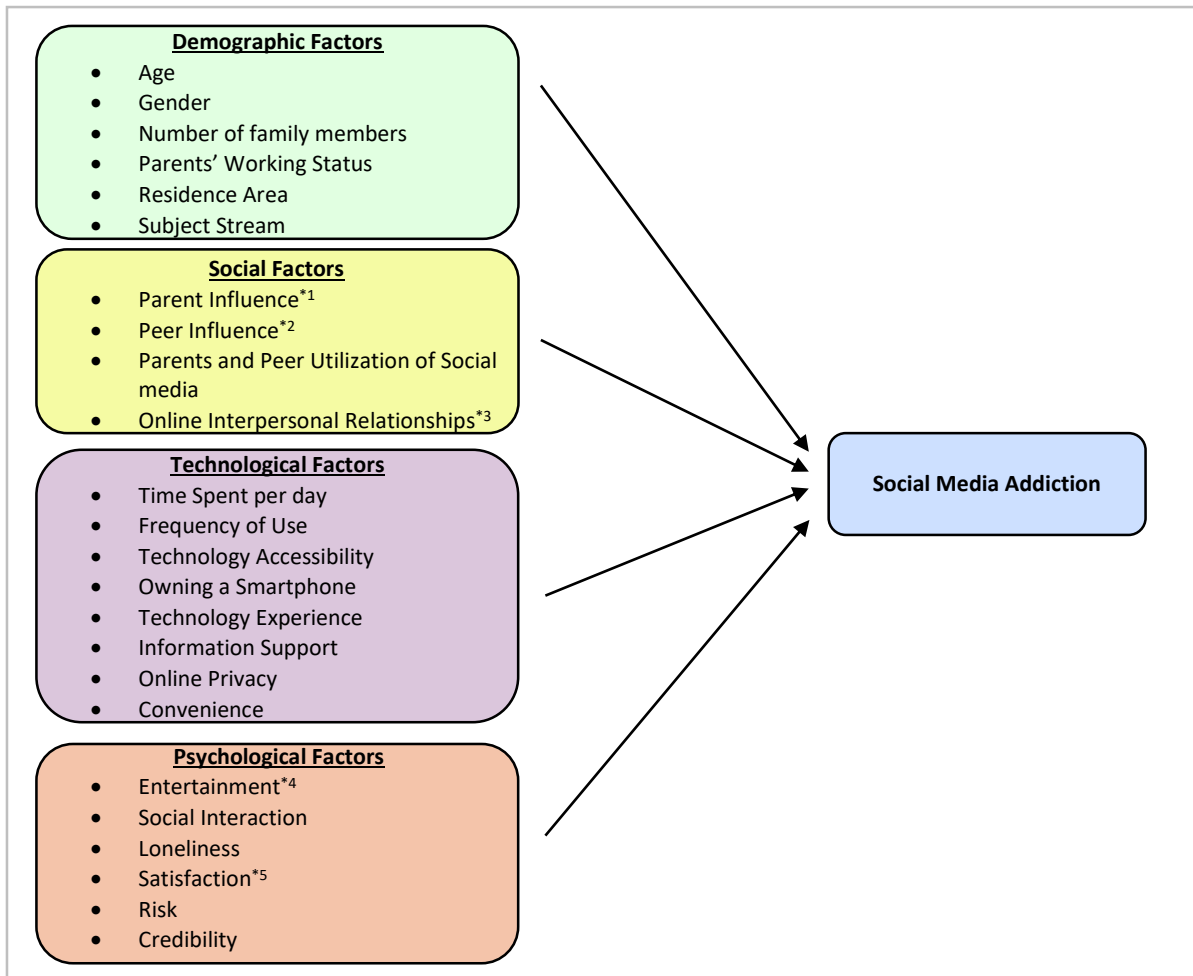 Demographic Factors
• Age
• Gender
• Number of family members
• Parents’ Working Status
• Residence Area
• Subject Stream
Social Factors
• Parent Influence*1
• Peer Influence*2
• Parents and Peer Utilization of Social
media
• Online Interpersonal Relationships*3
Technological Factors
• Time Spent per day
• Frequency of Use
• Technology Accessibility
• Owning a Smartphone
• Technology Experience
• Information Support
• Online Privacy
• Convenience
Psychological Factors
• Entertainment*4
• Social Interaction
• Loneliness
• Satisfaction*5
• Risk
• Credibility
Social Media Addiction